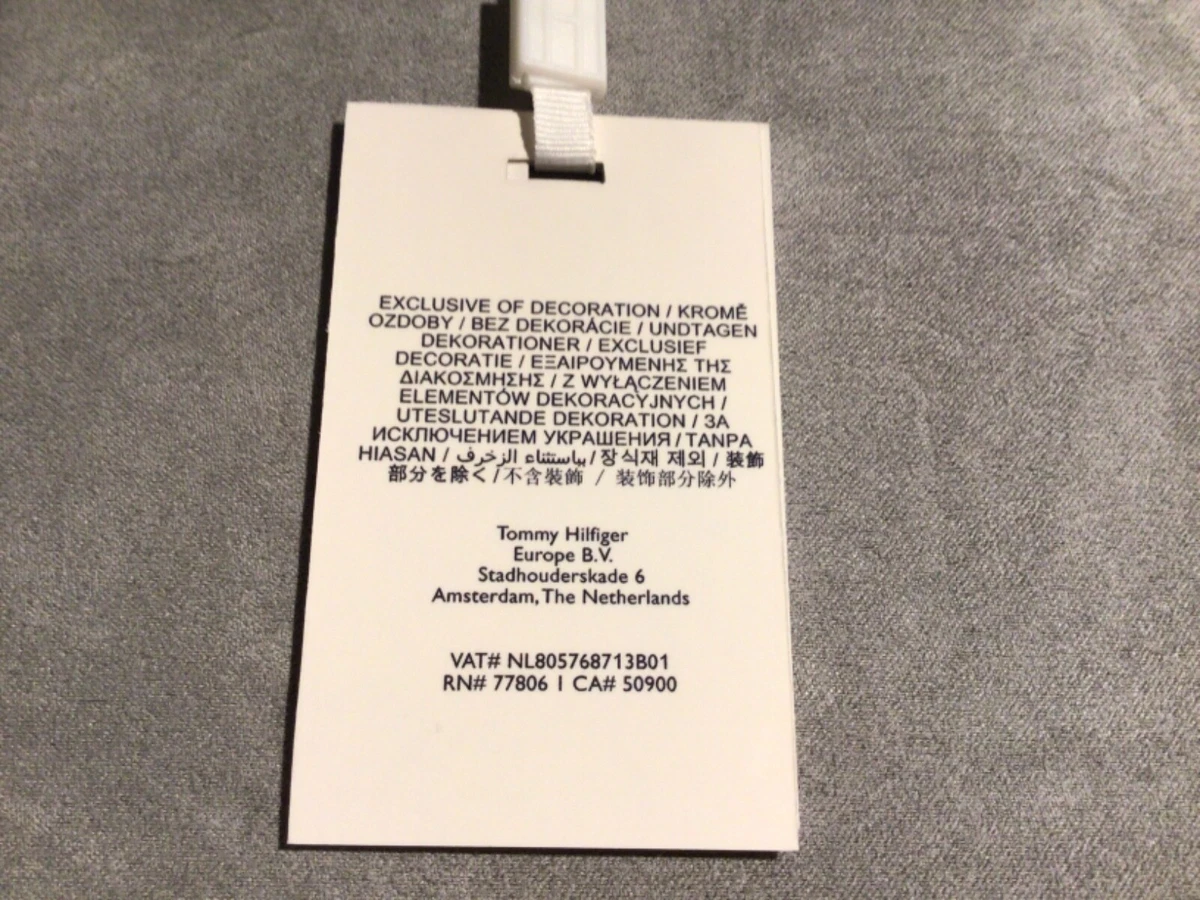 EXCLUSIVE OF DECORATION / KROMĚ
OZDOBY / BEZ DEKORÁCIE / UNDTAGEN
DEKORATIONER / EXCLUSIEF
DECORATIE / ΕΞΑΙΡΟΥΜΕΝΗΣ ΤΗΣ
ΔΙΑΚΟΣΜΗΣΗΣ / Z WYŁĄCZENIEM
ELEMENTÓW DEKORACYJNYCH /
UTESLUTANDE DEKORATION / ЗА
ИСКЛЮЧЕНИЕМ УКРАШЕНИЯ / TANPA
HIASAN / بباستثناء الزخرف / 장식재 제외 / 装飾
部分を除く / 不含裝飾 / 装饰部分除外
Tommy Hilfiger
Europe B.V.
Stadhouderskade 6
Amsterdam, The Netherlands
VAT# NL805768713B01
RN# 77806 | CA# 50900